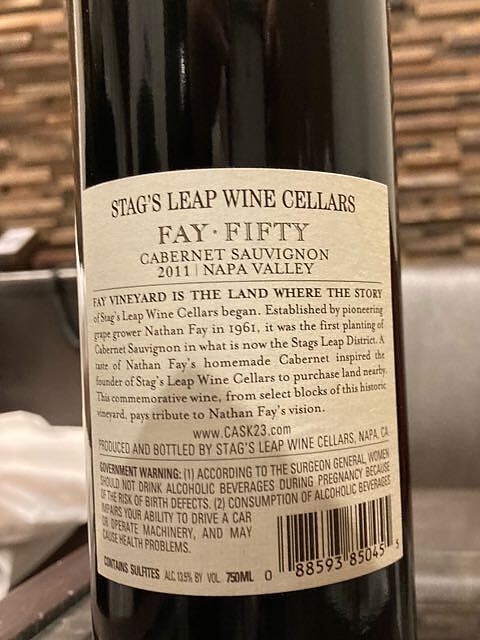 STAG'S LEAP WINE CELLARS
FAY · FIFTY
CABERNET SAUVIGNON
2011 | NAPA VALLEY
FAY VINEYARD IS THE LAND WHERE THE STORY
of Stag's Leap Wine Cellars began. Established by pioneering
grape grower Nathan Fay in 1961, it was the first planting of
Cabernet Sauvignon in what is now the Stags Leap District. A
taste of Nathan Fay's homemade Cabernet inspired the
founder of Stag's Leap Wine Cellars to purchase land nearby.
This commemorative wine, from select blocks of this historic
vineyard, pays tribute to Nathan Fay's vision.
www.CASK23.com
PRODUCED AND BOTTLED BY STAG'S LEAP WINE CELLARS, NAPA, CA
GOVERNMENT WARNING: (1) ACCORDING TO THE SURGEON GENERAL, WOMEN
SHOULD NOT DRINK ALCOHOLIC BEVERAGES DURING PREGNANCY BECAUSE
OF THE RISK OF BIRTH DEFECTS. (2) CONSUMPTION OF ALCOHOLIC BEVERAGES
IMPAIRS YOUR ABILITY TO DRIVE A CAR
OR OPERATE MACHINERY, AND MAY
CAUSE HEALTH PROBLEMS.
CONTAINS SULFITES ALC. 13.5% BY VOL. 750ML
0 88593 85045 5